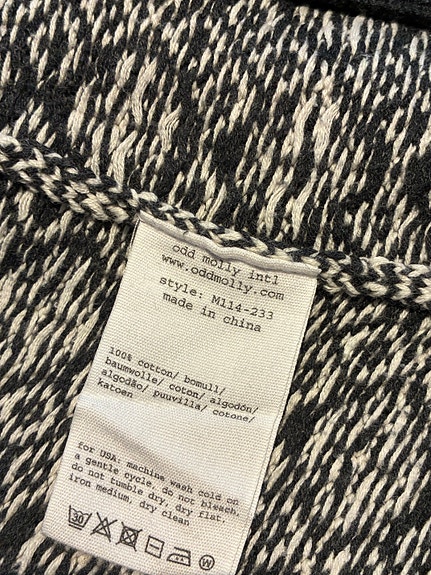 odd molly intl
www.oddmolly.com
style: M114-233
made in china
100% cotton/ bomull/
baumwolle/ coton/ algodón/
algodão/ puuvilla/ cotone/
katoen
for USA: machine wash cold on
a gentle cycle, do not bleach,
do not tumble dry, dry flat,
iron medium, dry clean
30 W